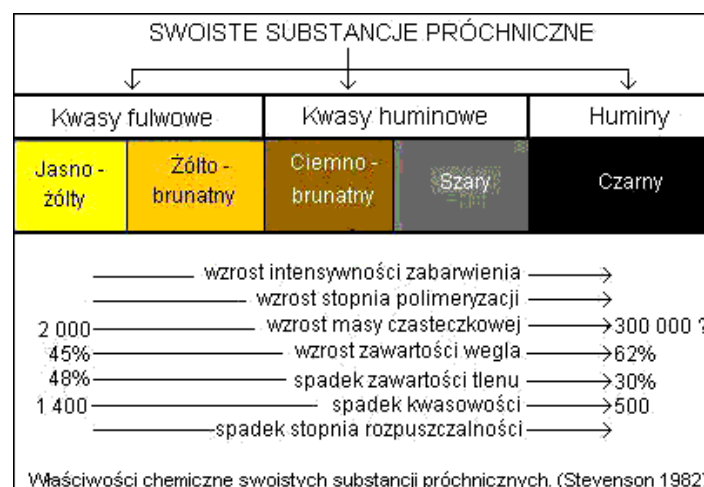 SWOISTE SUBSTANCJE PRÓCHNICZNE
Kwasy fulwowe Kwasy huminowe Huminy
Jasno - żółty Żółto - brunatny Ciemno - brunatny Szary Czarny
wzrost intensywności zabarwienia
wzrost stopnia polimeryzacji
2 000 wzrost masy czasteczkowej 300 000 ?
45% wzrost zawartości wegla 62%
48% spadek zawartości tlenu 30%
1 400 spadek kwasowości 500
spadek stopnia rozpuszczalności
Właściwości chemiczne swoistych substancji próchnicznych. (Stevenson 1982)